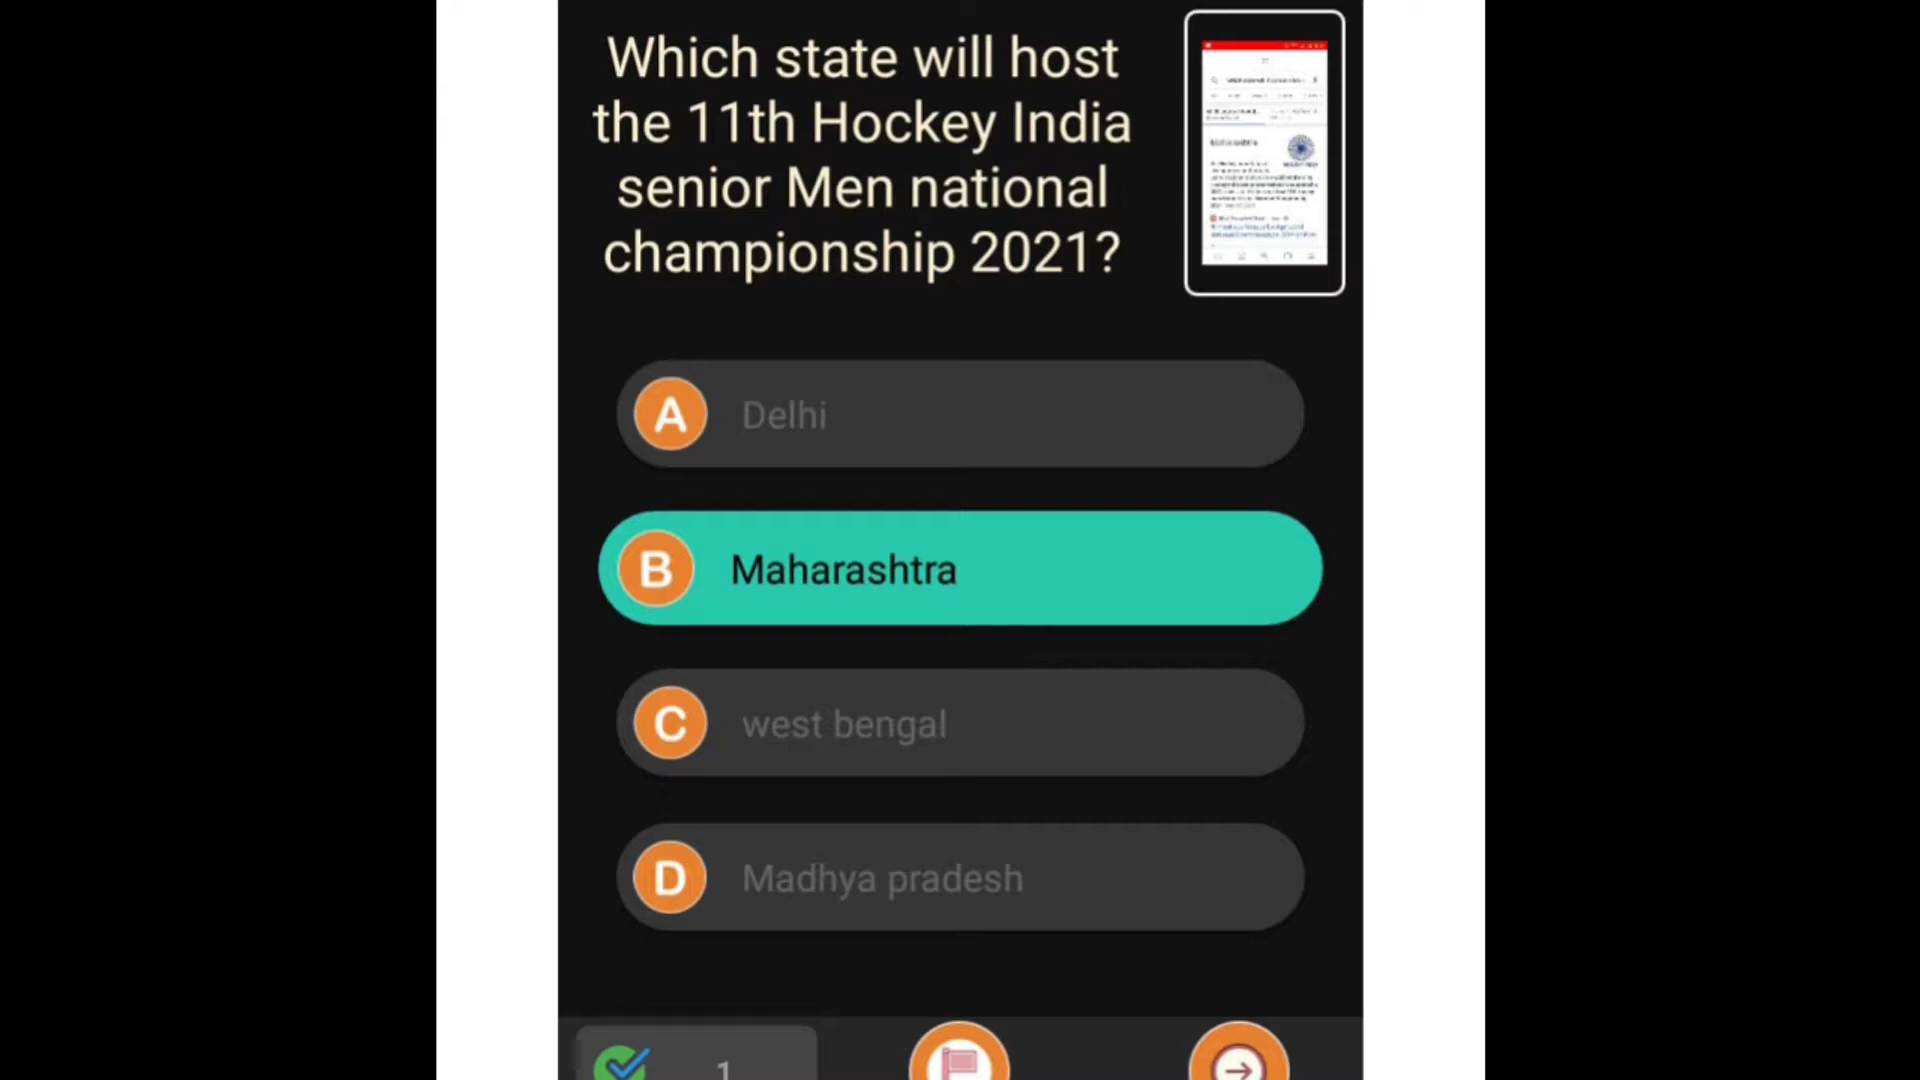 Which state will host
the 11th Hockey India
senior Men national
championship 2021?
A Delhi
B Maharashtra
C west bengal
D Madhya pradesh
1